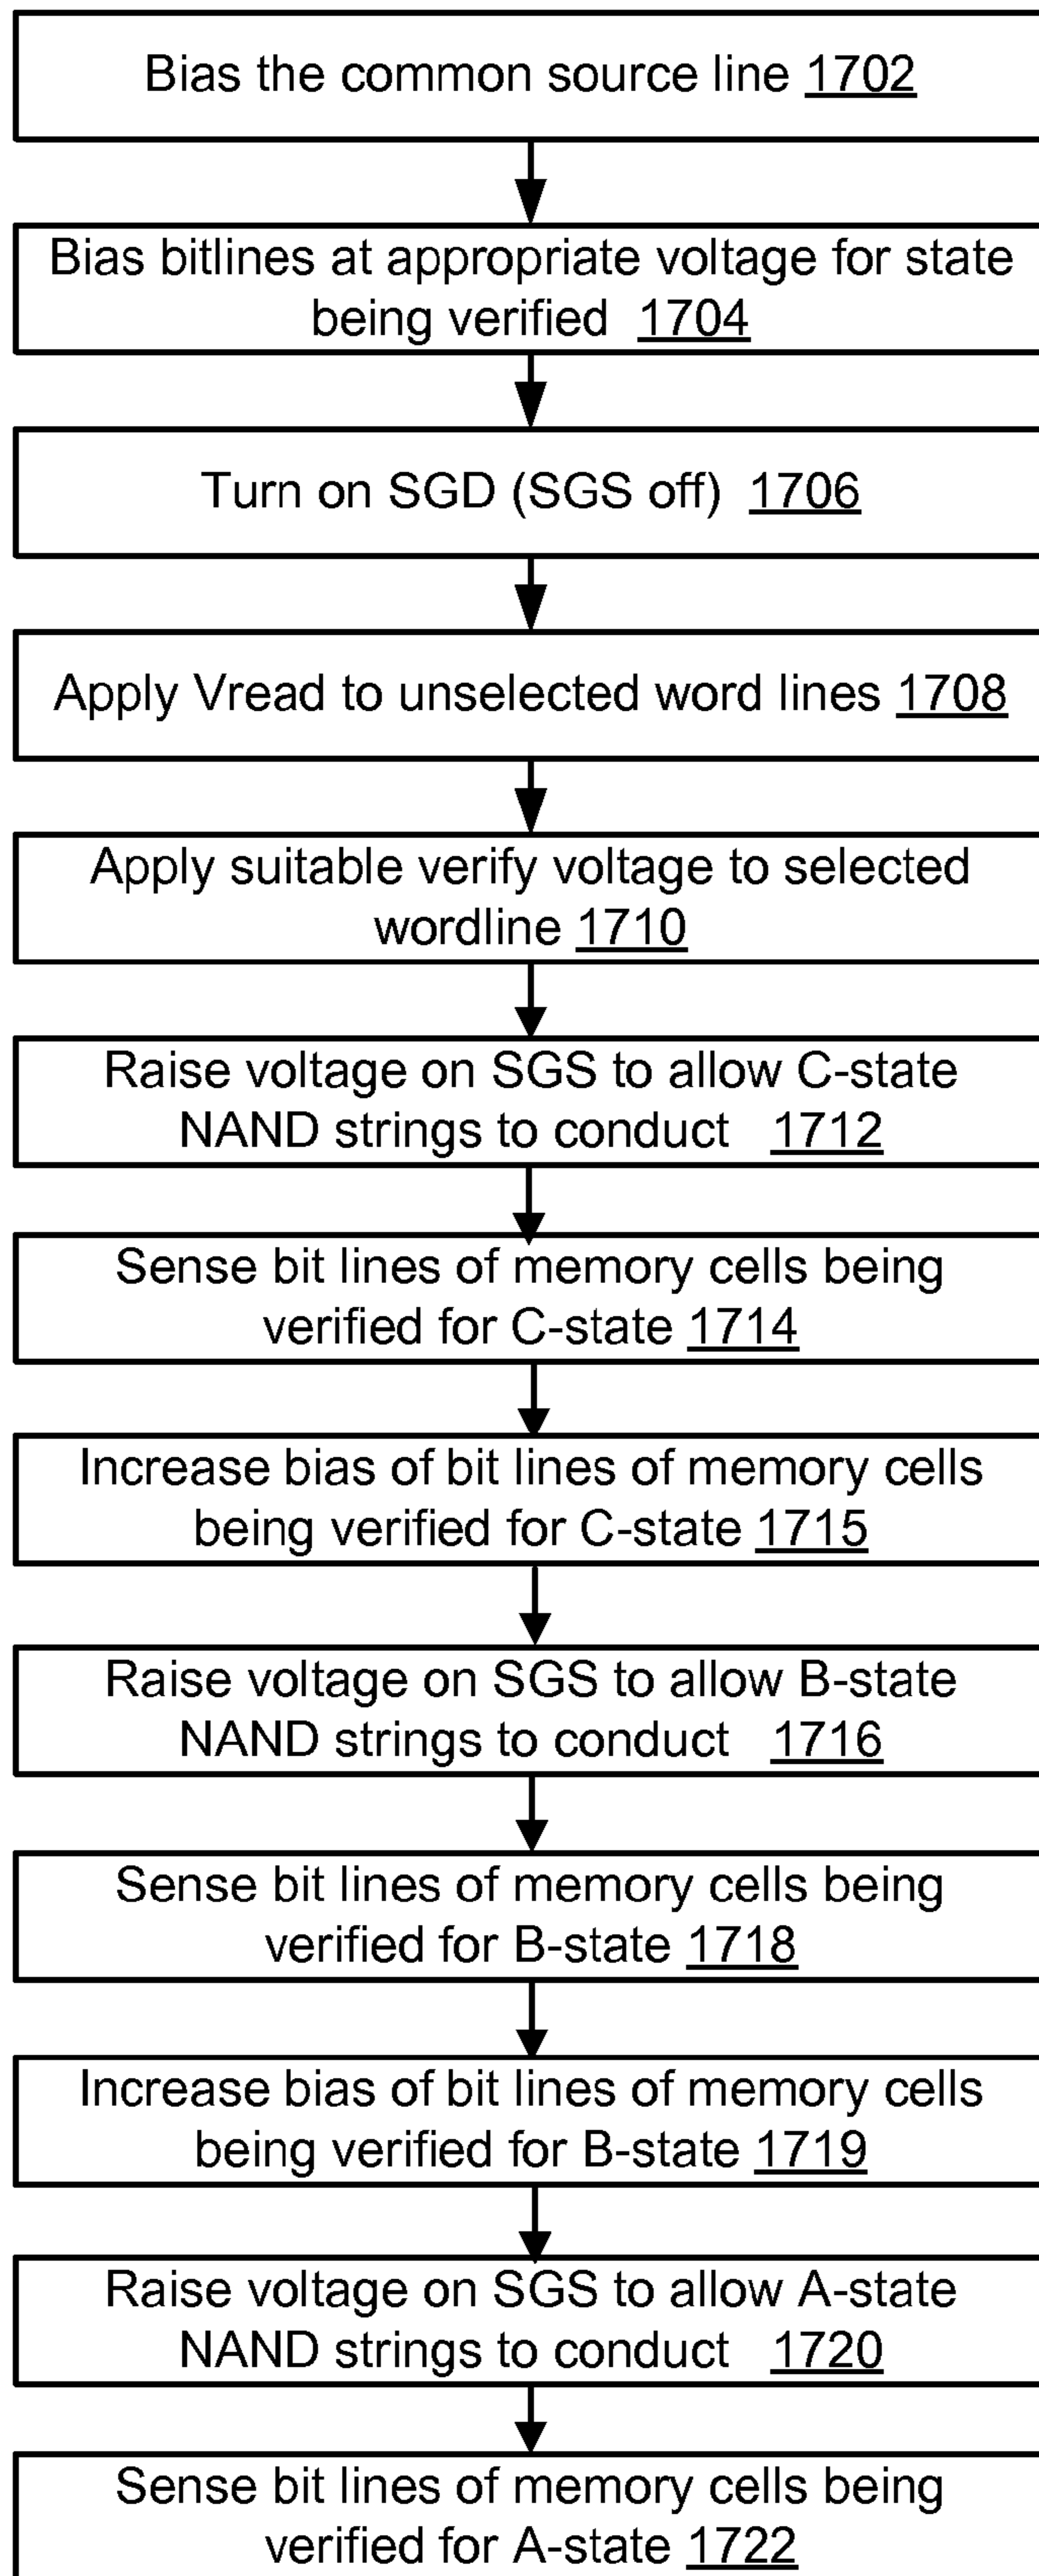 Bias the common source line 1702
Bias bitlines at appropriate voltage for state
being verified 1704
Turn on SGD (SGS off) 1706
Apply Vread to unselected word lines 1708
Apply suitable verify voltage to selected
wordline 1710
Raise voltage on SGS to allow C-state
NAND strings to conduct 1712
Sense bit lines of memory cells being
verified for C-state 1714
Increase bias of bit lines of memory cells
being verified for C-state 1715
Raise voltage on SGS to allow B-state
NAND strings to conduct 1716
Sense bit lines of memory cells being
verified for B-state 1718
Increase bias of bit lines of memory cells
being verified for B-state 1719
Raise voltage on SGS to allow A-state
NAND strings to conduct 1720
Sense bit lines of memory cells being
verified for A-state 1722